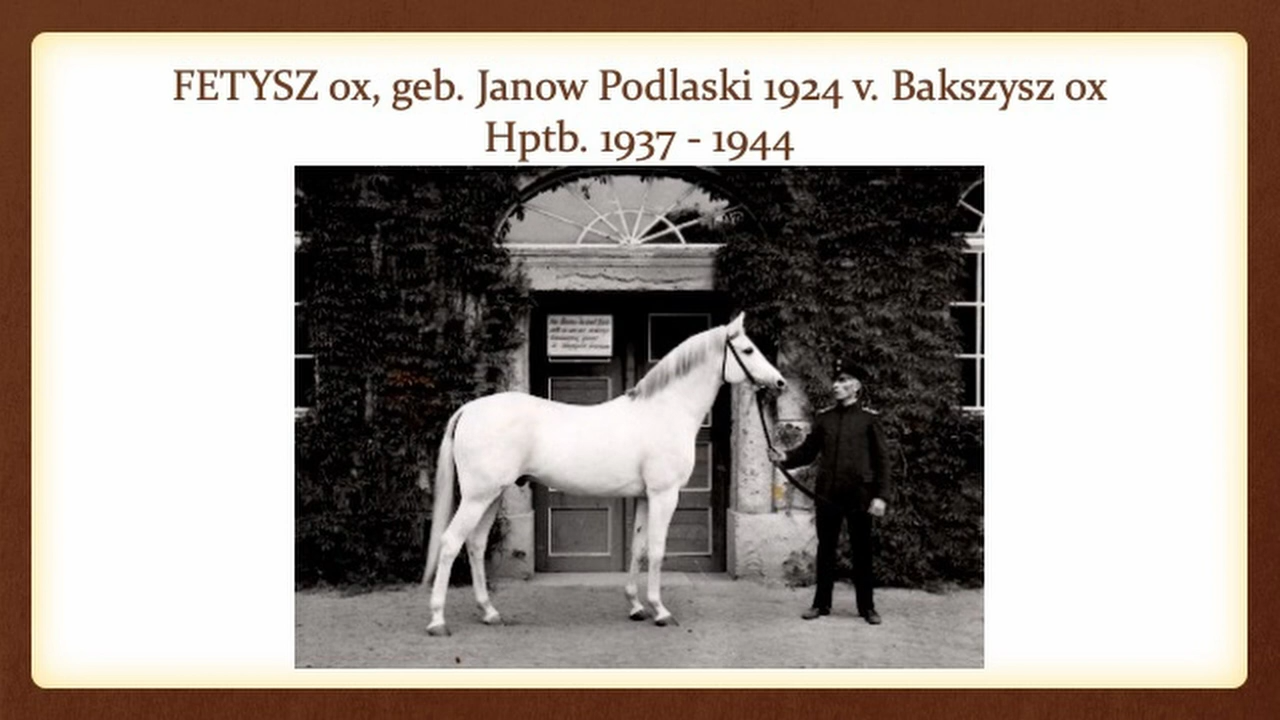 FETYSZ ox, geb. Janow Podlaski 1924 v. Bakszysz ox
Hptb. 1937 - 1944